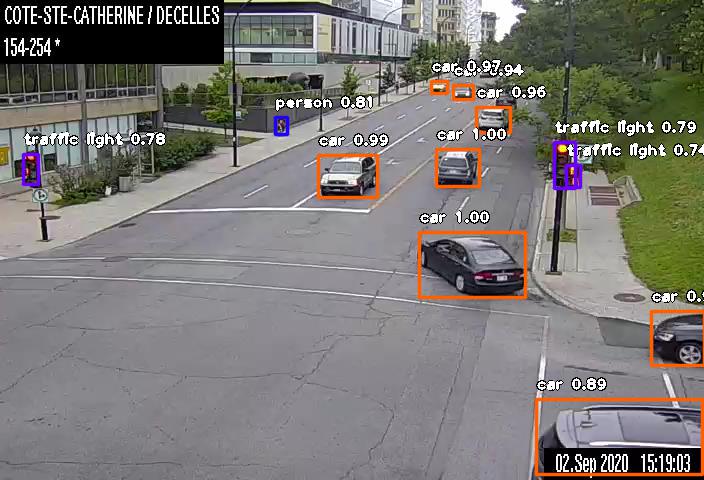 COTE-STE-CATHERINE / DECELLES
154-254 *
car 0.97
0.94
car 0.96
person 0.81
traffic light 0.79
traffic light 0.78
car 0.99
car 1.00
traffic light 0.74
car 1.00
car 0.9
car 0.89
02.Sep 2020 15:19:03